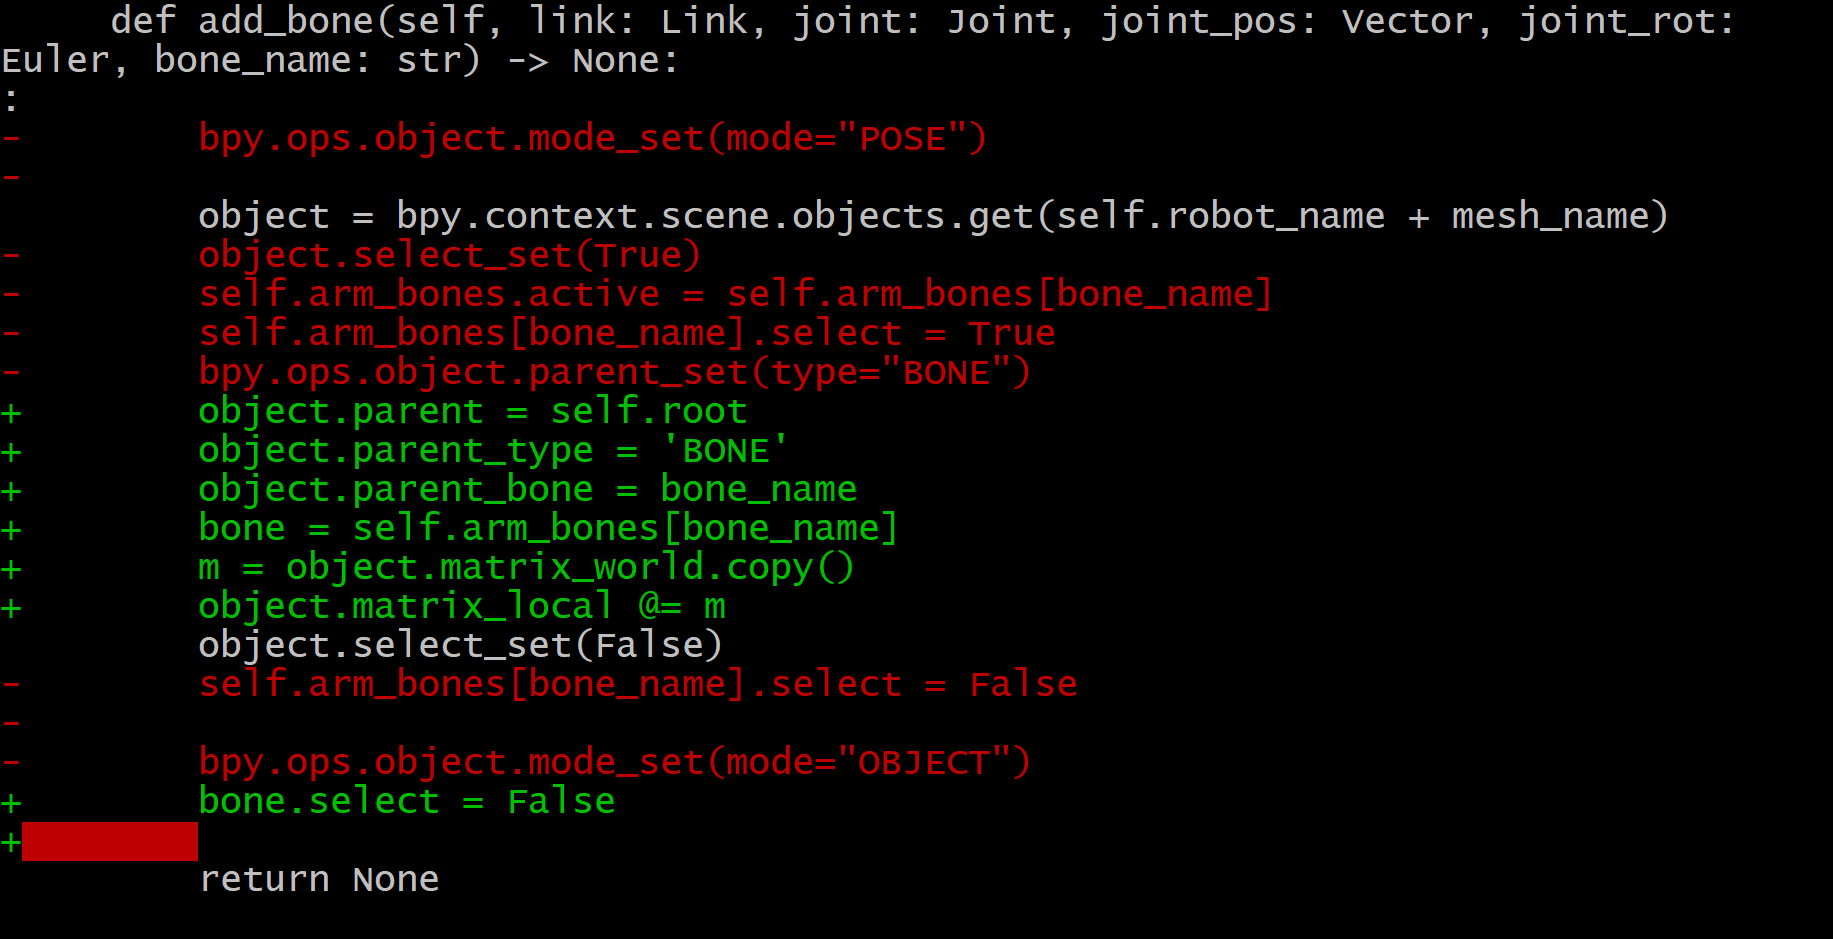 def add_bone(self, link: Link, joint: Joint, joint_pos: Vector, joint_rot:
Euler, bone_name: str) -> None:
:
-        bpy.ops.object.mode_set(mode="POSE")
-
         object = bpy.context.scene.objects.get(self.robot_name + mesh_name)
-        object.select_set(True)
-        self.arm_bones.active = self.arm_bones[bone_name]
-        self.arm_bones[bone_name].select = True
-        bpy.ops.object.parent_set(type="BONE")
+        object.parent = self.root
+        object.parent_type = 'BONE'
+        object.parent_bone = bone_name
+        bone = self.arm_bones[bone_name]
+        m = object.matrix_world.copy()
+        object.matrix_local @= m
         object.select_set(False)
-        self.arm_bones[bone_name].select = False
-
-        bpy.ops.object.mode_set(mode="OBJECT")
+        bone.select = False
+
         return None